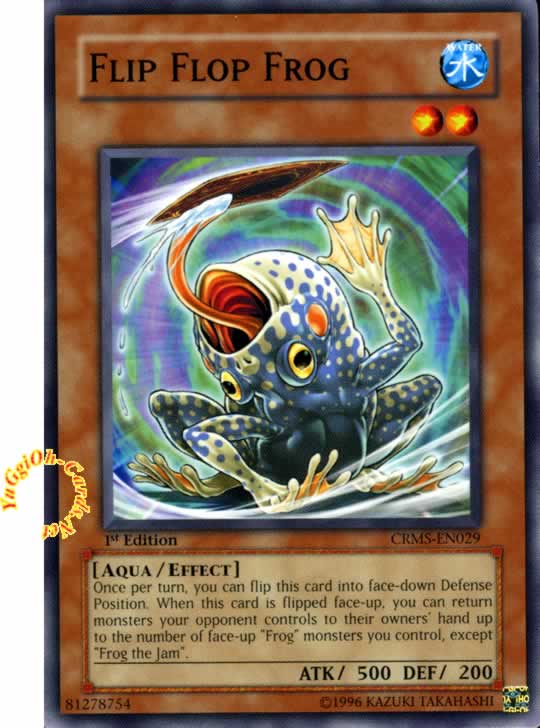 FLIP FLOP FROG
WATER
水
1st Edition
CRMS-EN029
[AQUA / EFFECT]
Once per turn, you can flip this card into face-down Defense
Position. When this card is flipped face-up, you can return
monsters your opponent controls to their owners' hand up
to the number of face-up "Frog" monsters you control, except
"Frog the Jam".
ATK/ 500 DEF/ 200
81278754
©1996 KAZUKI TAKAHASHI
YuGgiOh-Cards.Net